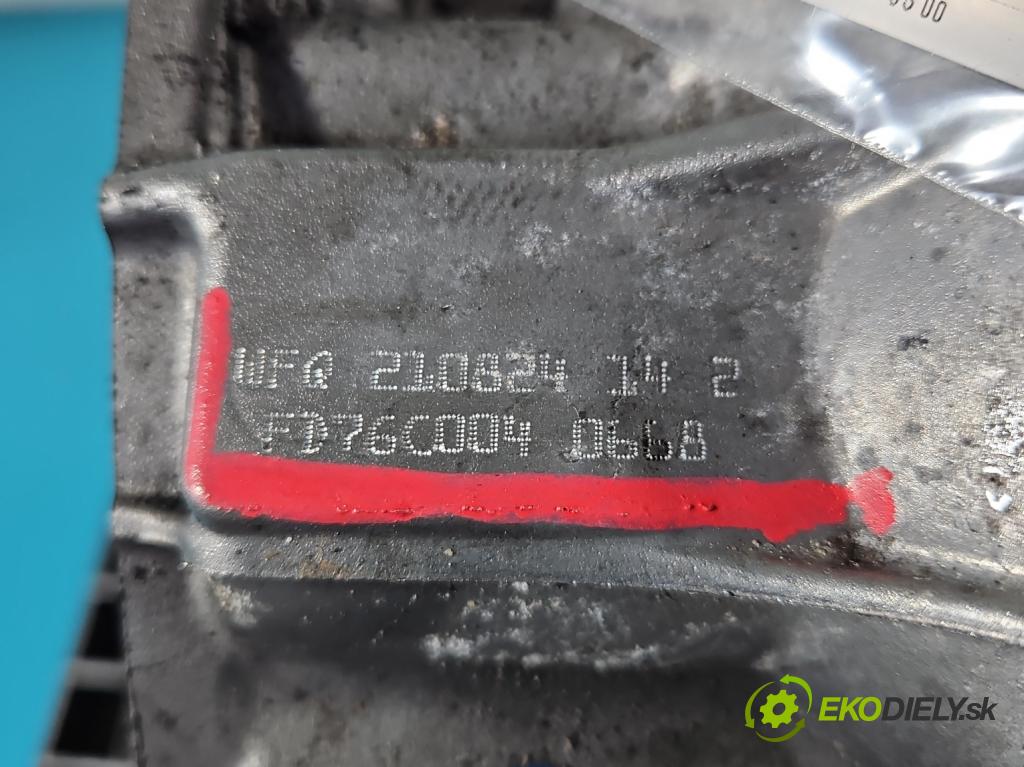 WFQ 210824 14 2
FD76C004 0668
EKODIELY.sk